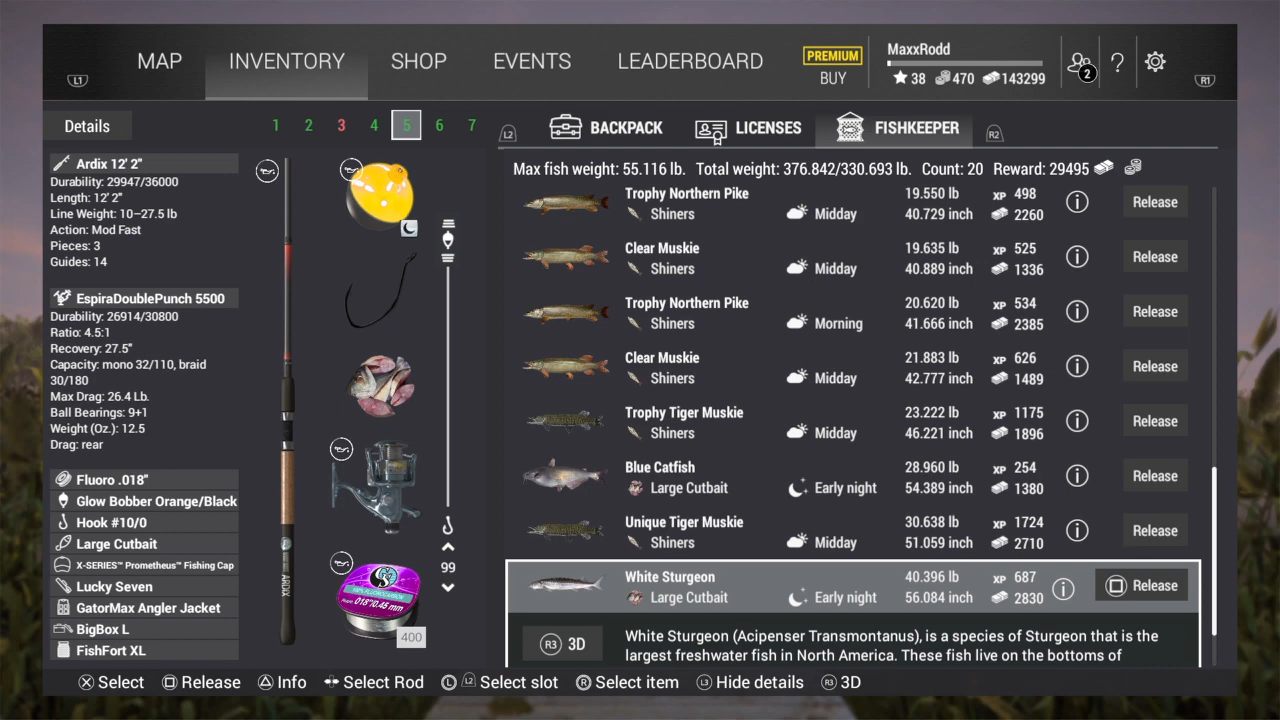 MAP INVENTORY SHOP EVENTS LEADERBOARD
PREMIUM
BUY
MaxxRodd
38 470 143299
2
L1
R1
Details
1 2 3 4 5 6 7
L2 BACKPACK LICENSES FISHKEEPER R2
Max fish weight: 55.116 lb. Total weight: 376.842/330.693 lb. Count: 20 Reward: 29495
Ardix 12' 2"
Durability: 29947/36000
Length: 12' 2"
Line Weight: 10–27.5 lb
Action: Mod Fast
Pieces: 3
Guides: 14
EspiraDoublePunch 5500
Durability: 26914/30800
Ratio: 4.5:1
Recovery: 27.5"
Capacity: mono 32/110, braid
30/180
Max Drag: 26.4 Lb.
Ball Bearings: 9+1
Weight (Oz.): 12.5
Drag: rear
Fluoro .018"
Glow Bobber Orange/Black
Hook #10/0
Large Cutbait
X-SERIES™ Prometheus™ Fishing Cap
Lucky Seven
GatorMax Angler Jacket
BigBox L
FishFort XL
ARDIX
99
018"/0.45 mm
400
Trophy Northern Pike 19.550 lb XP 498
Shiners Midday 40.729 inch 2260
Release
Clear Muskie 19.635 lb XP 525
Shiners Midday 40.889 inch 1336
Release
Trophy Northern Pike 20.620 lb XP 534
Shiners Morning 41.666 inch 2385
Release
Clear Muskie 21.883 lb XP 626
Shiners Midday 42.777 inch 1489
Release
Trophy Tiger Muskie 23.222 lb XP 1175
Shiners Midday 46.221 inch 1896
Release
Blue Catfish 28.960 lb XP 254
Large Cutbait Early night 54.389 inch 1380
Release
Unique Tiger Muskie 30.638 lb XP 1724
Shiners Midday 51.059 inch 2710
Release
White Sturgeon 40.396 lb XP 687
Large Cutbait Early night 56.084 inch 2830
Release
R3 3D
White Sturgeon (Acipenser Transmontanus), is a species of Sturgeon that is the
largest freshwater fish in North America. These fish live on the bottoms of
Select Release Info Select Rod L L2 Select slot R Select item L3 Hide details R3 3D